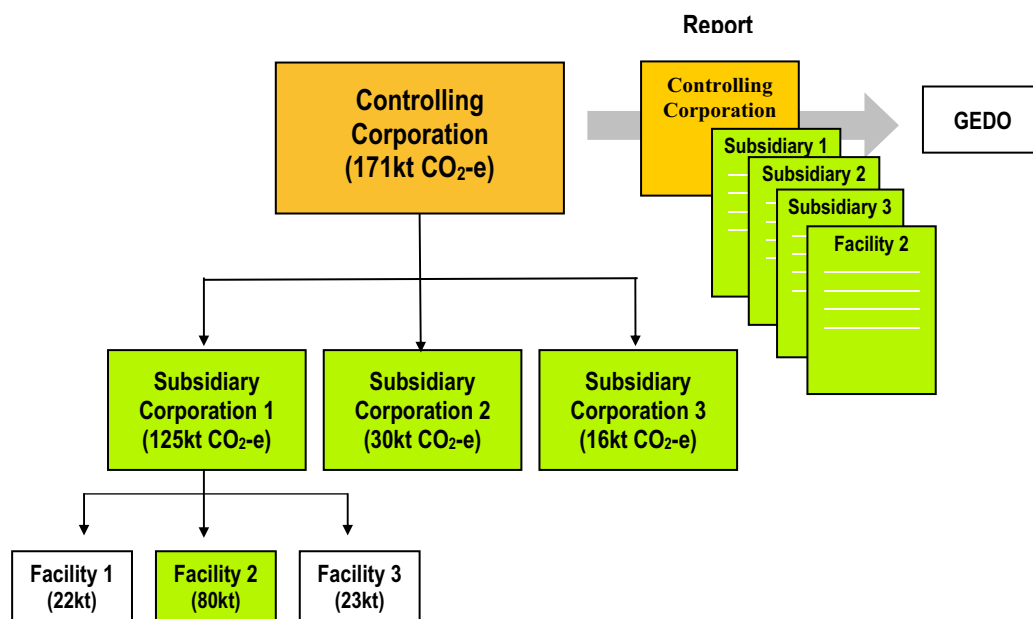 Report
Controlling
Corporation
(171kt CO₂-e)
Controlling
Corporation
GEDO
Subsidiary 1
Subsidiary 2
Subsidiary 3
Facility 2
Subsidiary
Corporation 1
(125kt CO₂-e)
Subsidiary
Corporation 2
(30kt CO₂-e)
Subsidiary
Corporation 3
(16kt CO₂-e)
Facility 1
(22kt)
Facility 2
(80kt)
Facility 3
(23kt)